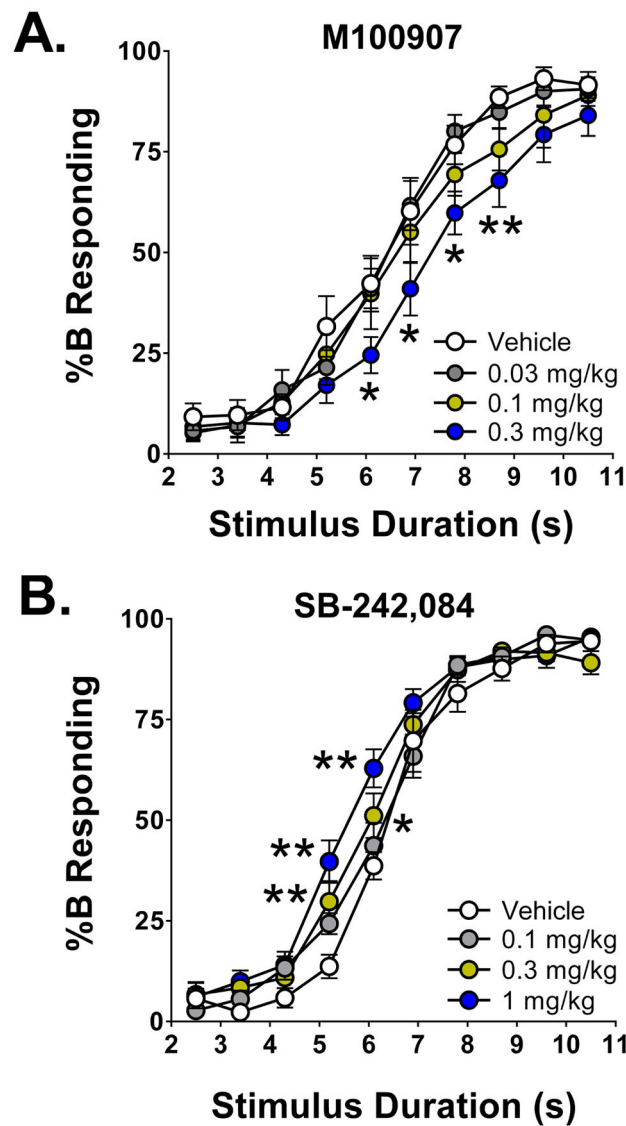 A.
M100907
100
75
50
25
0
%B Responding
**
*
*
*
Vehicle
0.03 mg/kg
0.1 mg/kg
0.3 mg/kg
2 3 4 5 6 7 8 9 10 11
Stimulus Duration (s)
B.
SB-242,084
100
75
50
25
0
%B Responding
**
**
**
*
Vehicle
0.1 mg/kg
0.3 mg/kg
1 mg/kg
2 3 4 5 6 7 8 9 10 11
Stimulus Duration (s)